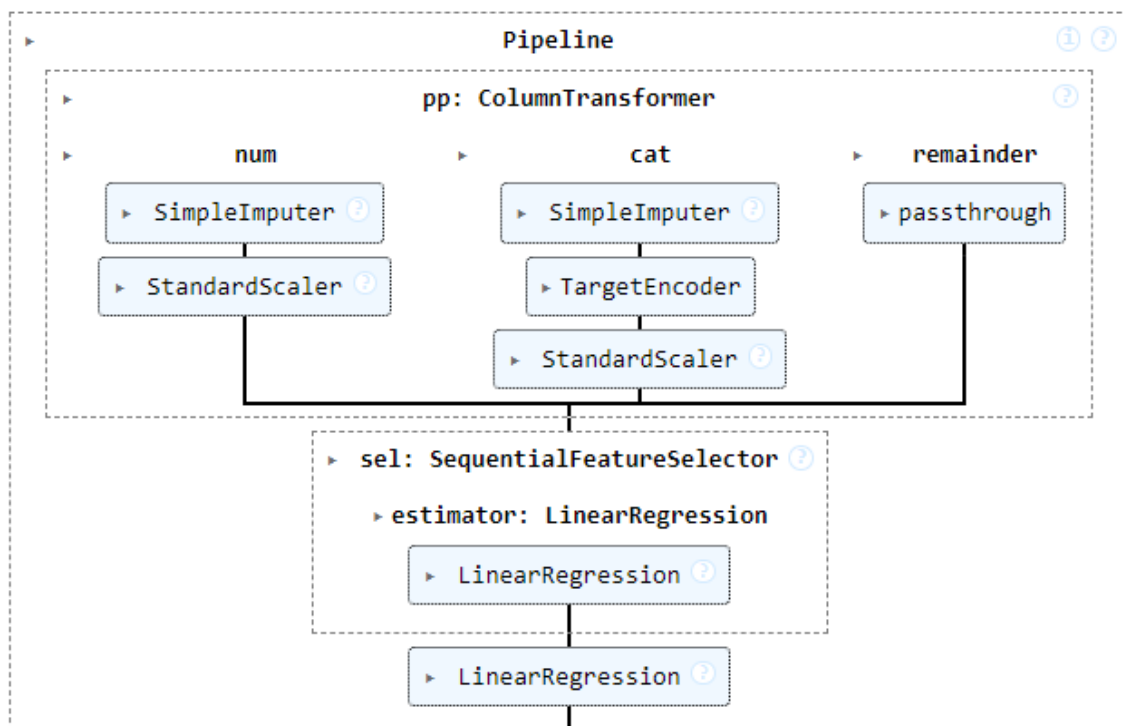 Pipeline i ?
pp: ColumnTransformer ?
num cat remainder
SimpleImputer ? SimpleImputer ? passthrough
StandardScaler ? TargetEncoder
StandardScaler ?
sel: SequentialFeatureSelector ?
estimator: LinearRegression
LinearRegression ?
LinearRegression ?